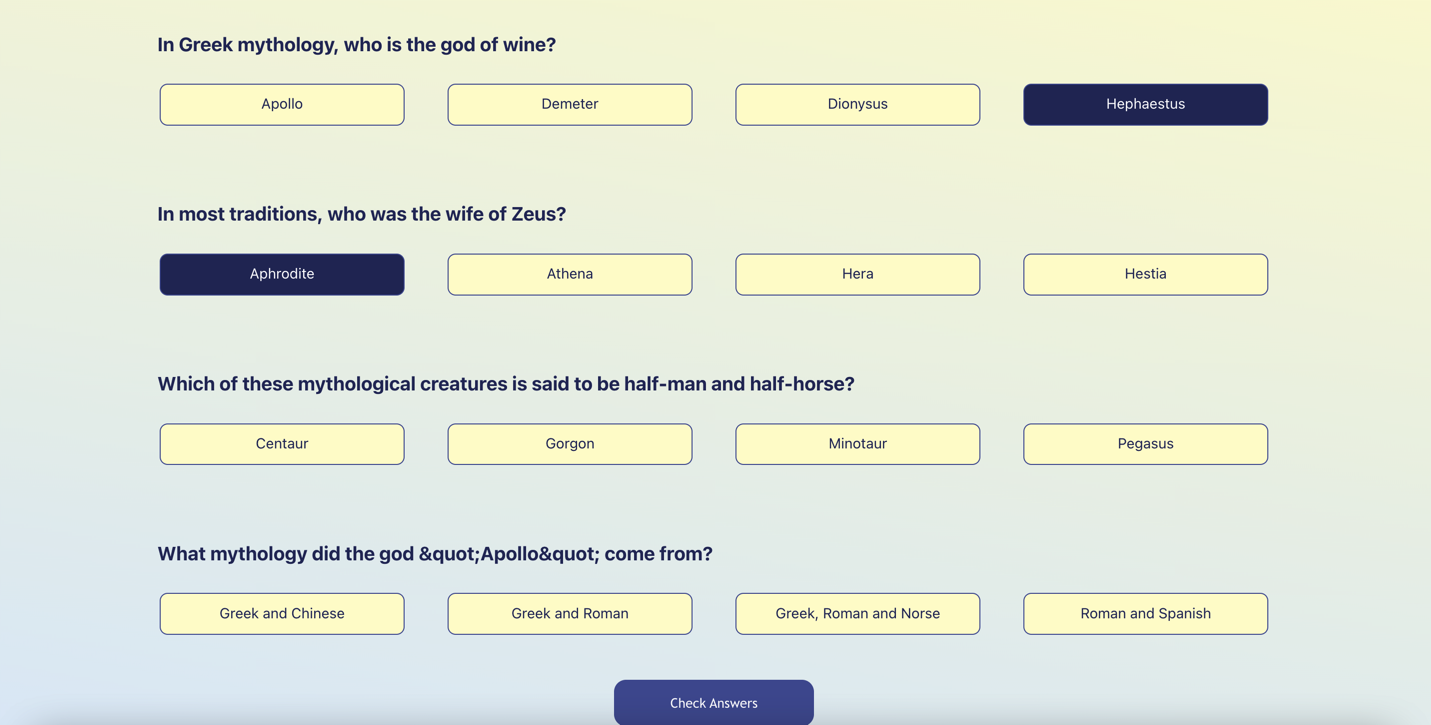 In Greek mythology, who is the god of wine?
Apollo Demeter Dionysus Hephaestus
In most traditions, who was the wife of Zeus?
Aphrodite Athena Hera Hestia
Which of these mythological creatures is said to be half-man and half-horse?
Centaur Gorgon Minotaur Pegasus
What mythology did the god &quot;Apollo&quot; come from?
Greek and Chinese Greek and Roman Greek, Roman and Norse Roman and Spanish
Check Answers